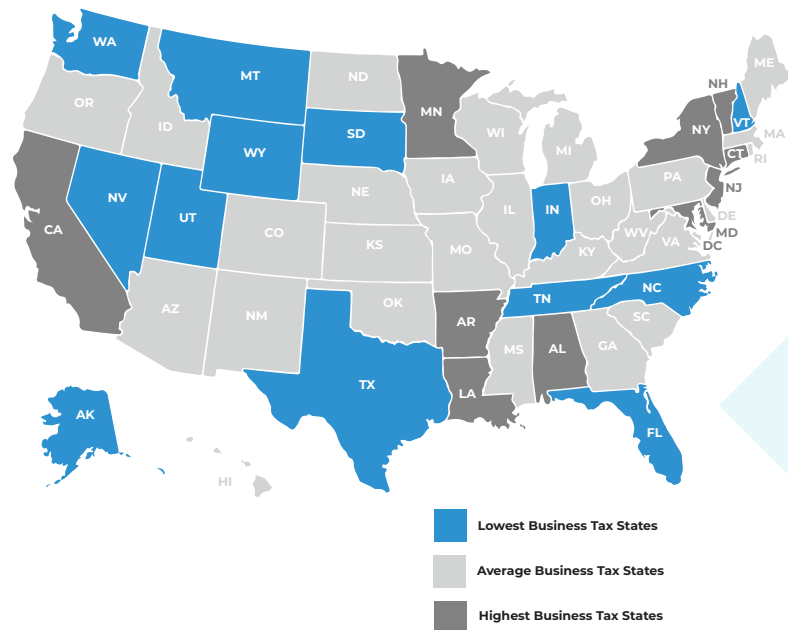 WA
MT
ND
MN
OR
ID
WY
SD
WI
MI
NH
VT
ME
NY
MA
CT
RI
NV
UT
CA
NE
IA
IL
IN
OH
PA
NJ
CO
KS
MO
KY
WV
VA
DE
MD
DC
AZ
NM
OK
AR
TN
NC
SC
MS
AL
GA
TX
LA
FL
AK
HI
Lowest Business Tax States
Average Business Tax States
Highest Business Tax States